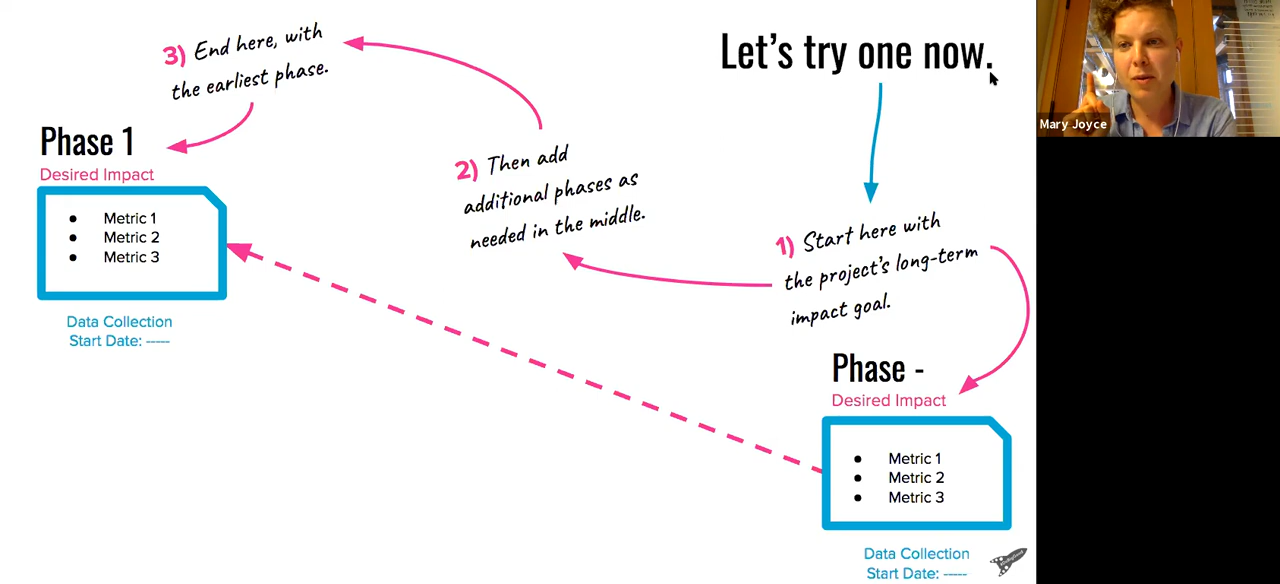 Let's try one now.
3) End here, with
the earliest phase.
Phase 1
Desired Impact
● Metric 1
● Metric 2
● Metric 3
Data Collection
Start Date: -----
2) Then add
additional phases as
needed in the middle.
1) Start here with
the project's long-term
impact goal.
Phase -
Desired Impact
● Metric 1
● Metric 2
● Metric 3
Data Collection
Start Date: -----
Mary Joyce